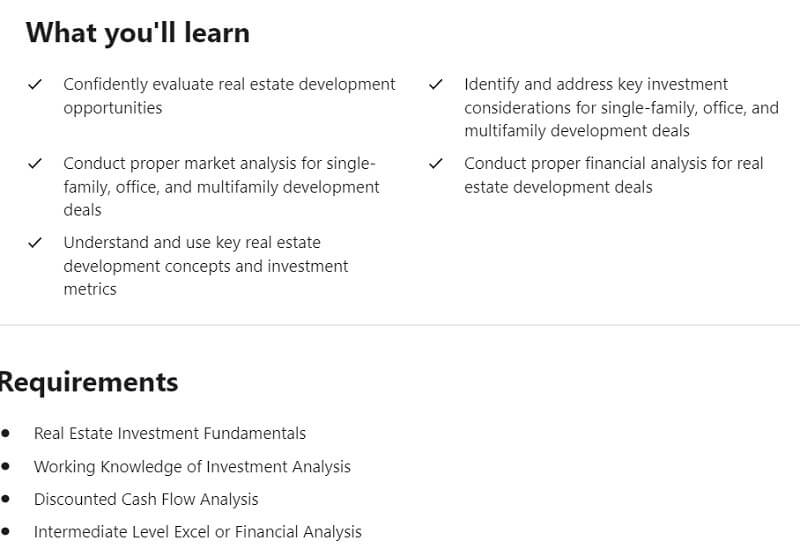 What you'll learn
Confidently evaluate real estate development
opportunities
Identify and address key investment
considerations for single-family, office, and
multifamily development deals
Conduct proper market analysis for single-
family, office, and multifamily development
deals
Conduct proper financial analysis for real
estate development deals
Understand and use key real estate
development concepts and investment
metrics
Requirements
Real Estate Investment Fundamentals
Working Knowledge of Investment Analysis
Discounted Cash Flow Analysis
Intermediate Level Excel or Financial Analysis